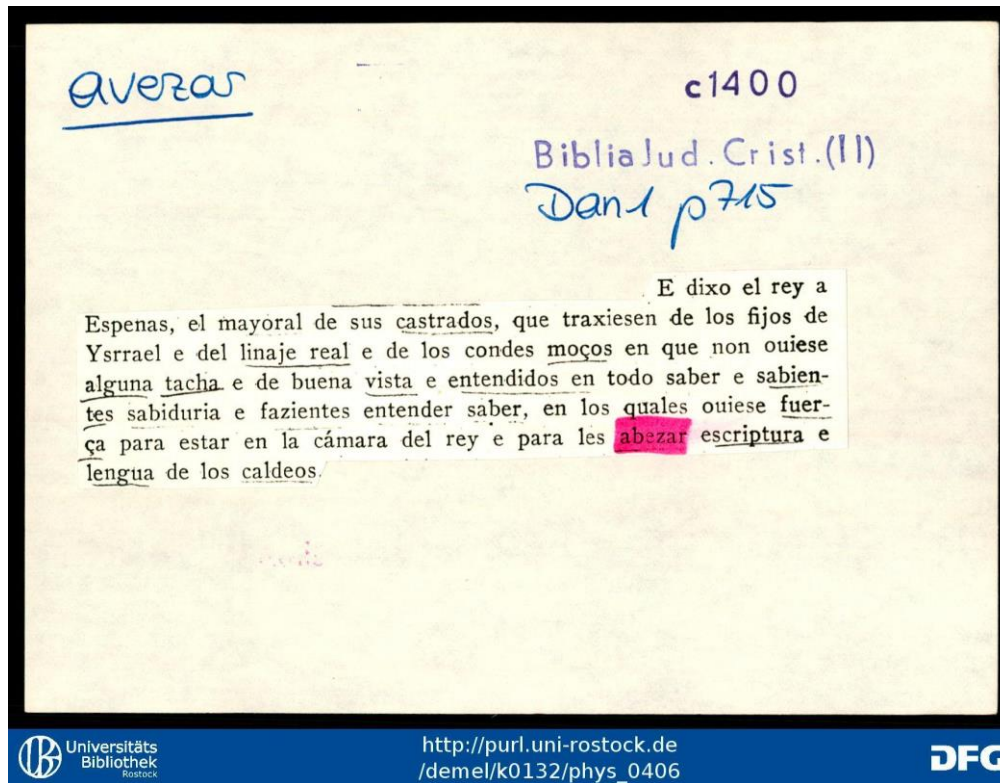 avezar
c1400
Biblia Jud. Crist. (II)
Dan 1 p 715
E dixo el rey a
Espenas, el mayoral de sus castrados, que traxiesen de los fijos de
Ysrrael e del linaje real e de los condes moços en que non ouiese
alguna tacha e de buena vista e entendidos en todo saber e sabien-
tes sabiduria e fazientes entender saber, en los quales ouiese fuer-
ça para estar en la cámara del rey e para les abezar escriptura e
lengua de los caldeos.
Universitäts
Bibliothek
Rostock
http://purl.uni-rostock.de
/demel/k0132/phys_0406
DFG